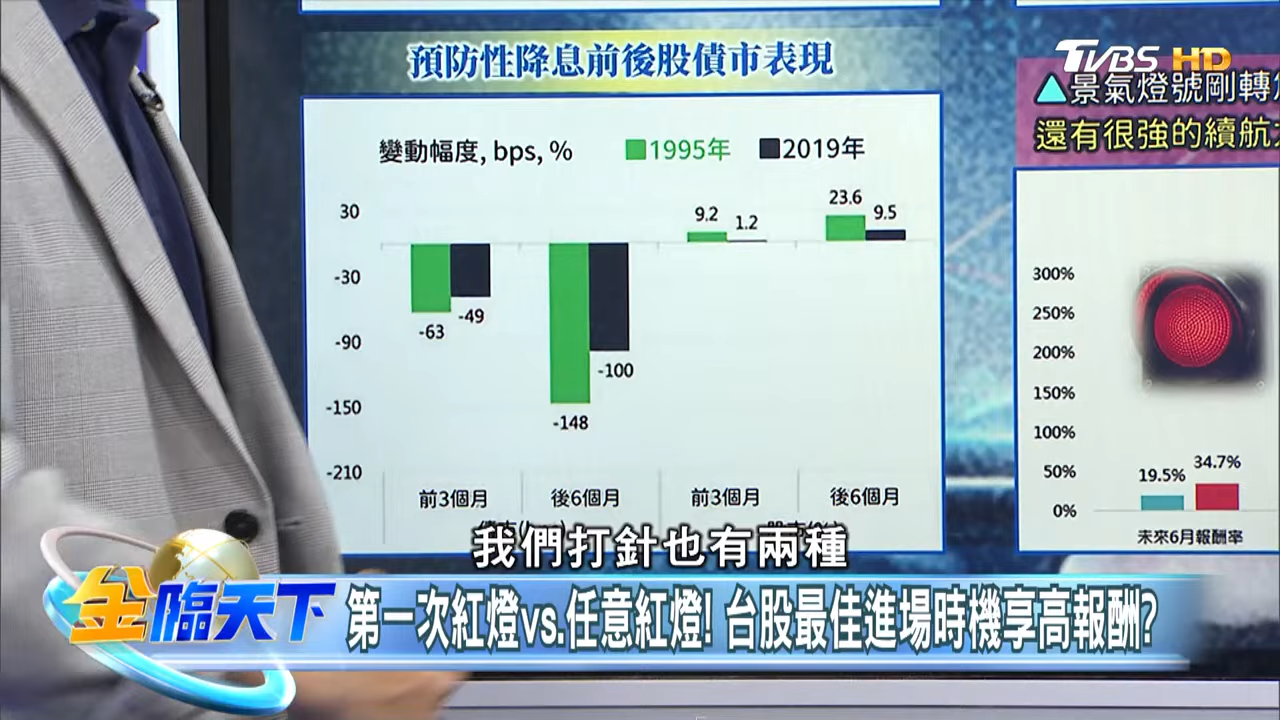 預防性降息前後股債市表現
TVBS HD
▲景氣燈號剛轉
還有很強的續航
變動幅度, bps, %
1995年
2019年
30
-30
-90
-150
-210
-63
-49
-148
-100
9.2
1.2
23.6
9.5
前3個月
後6個月
前3個月
後6個月
300%
250%
200%
150%
100%
50%
0%
19.5%
34.7%
未來6月報酬率
我們打針也有兩種
金臨天下
第一次紅燈vs.任意紅燈! 台股最佳進場時機享高報酬?